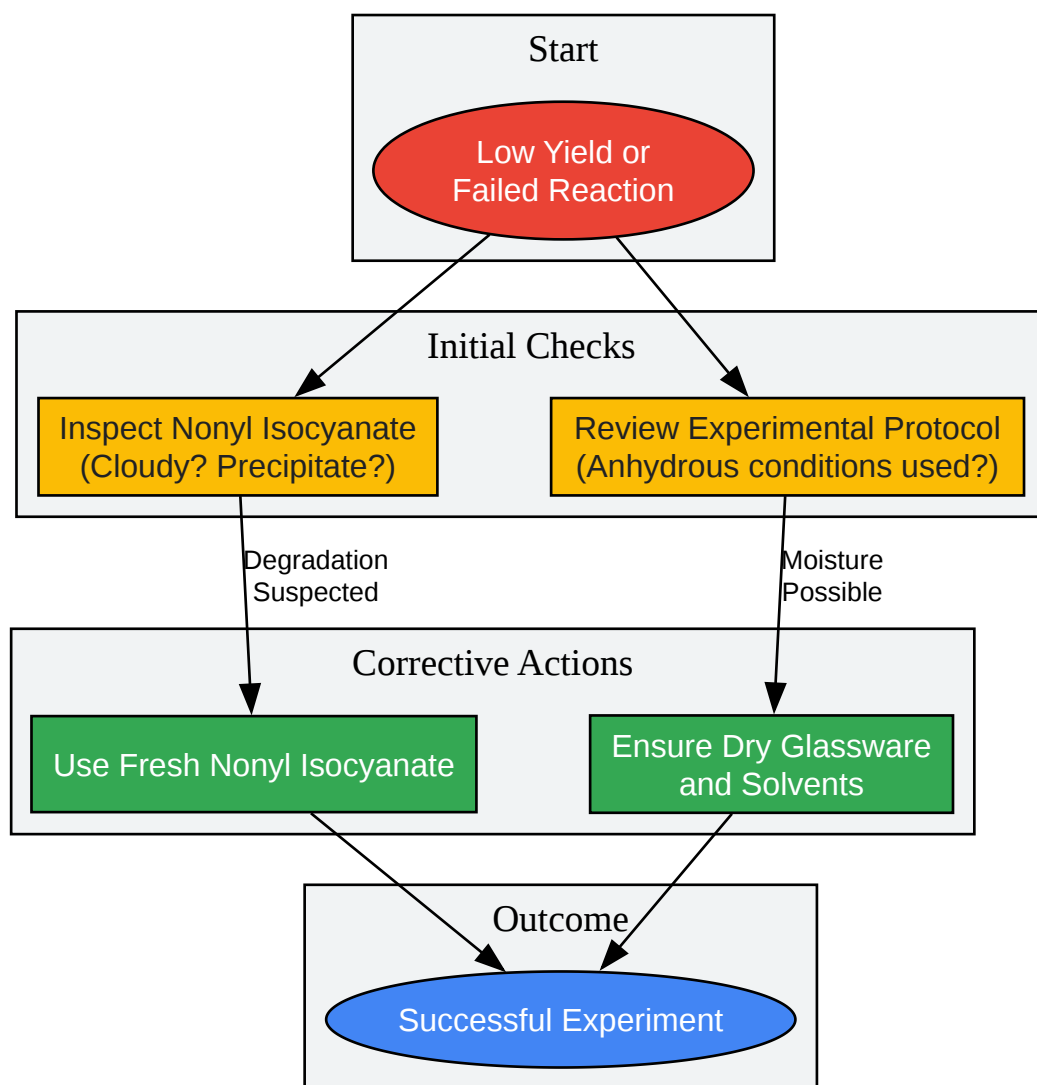 Start
Low Yield or
Failed Reaction
Initial Checks
Inspect Nonyl Isocyanate
(Cloudy? Precipitate?)
Review Experimental Protocol
(Anhydrous conditions used?)
Degradation
Suspected
Moisture
Possible
Corrective Actions
Use Fresh Nonyl Isocyanate
Ensure Dry Glassware
and Solvents
Outcome
Successful Experiment